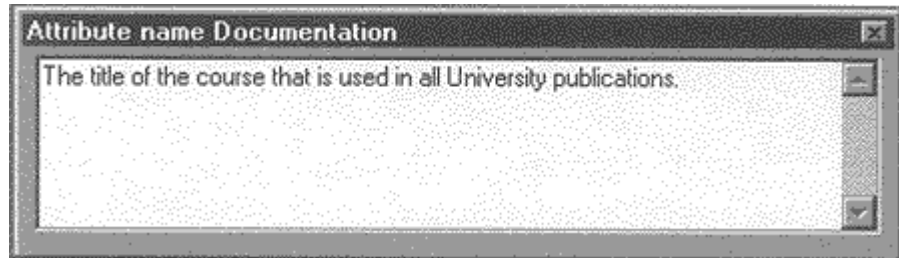 Attribute name Documentation
The title of the course that is used in all University publications.